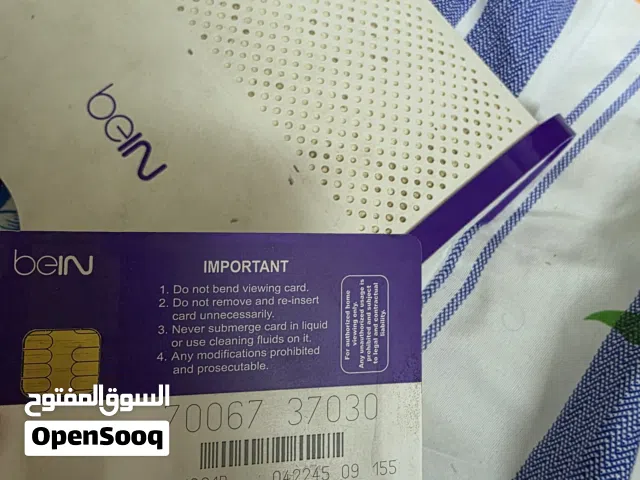 beIN
beIN
IMPORTANT
1. Do not bend viewing card.
2. Do not remove and re-insert
card unnecessarily.
3. Never submerge card in liquid
or use cleaning fluids on it.
4. Any modifications prohibited
and prosecutable.
For authorized home
viewing only.
Any unauthorized usage is
prohibited and subject
to legal and contractual
liability.
السوق المفتوح
OpenSooq
70067 37030
042245 09 155